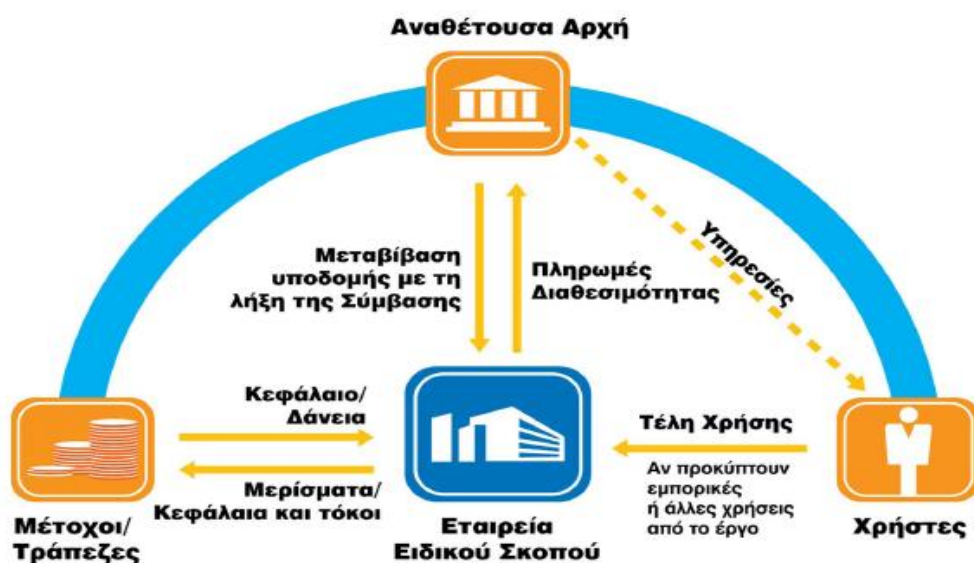 Αναθέτουσα Αρχή
Μεταβίβαση
υποδομής με τη
λήξη της Σύμβασης
Πληρωμές
Διαθεσιμότητας
Υπηρεσίες
Κεφάλαιο/
Δάνεια
Μερίσματα/
Κεφάλαια και τόκοι
Τέλη Χρήσης
Αν προκύπτουν
εμπορικές
ή άλλες χρήσεις
από το έργο
Μέτοχοι/
Τράπεζες
Εταιρεία
Ειδικού Σκοπού
Χρήστες